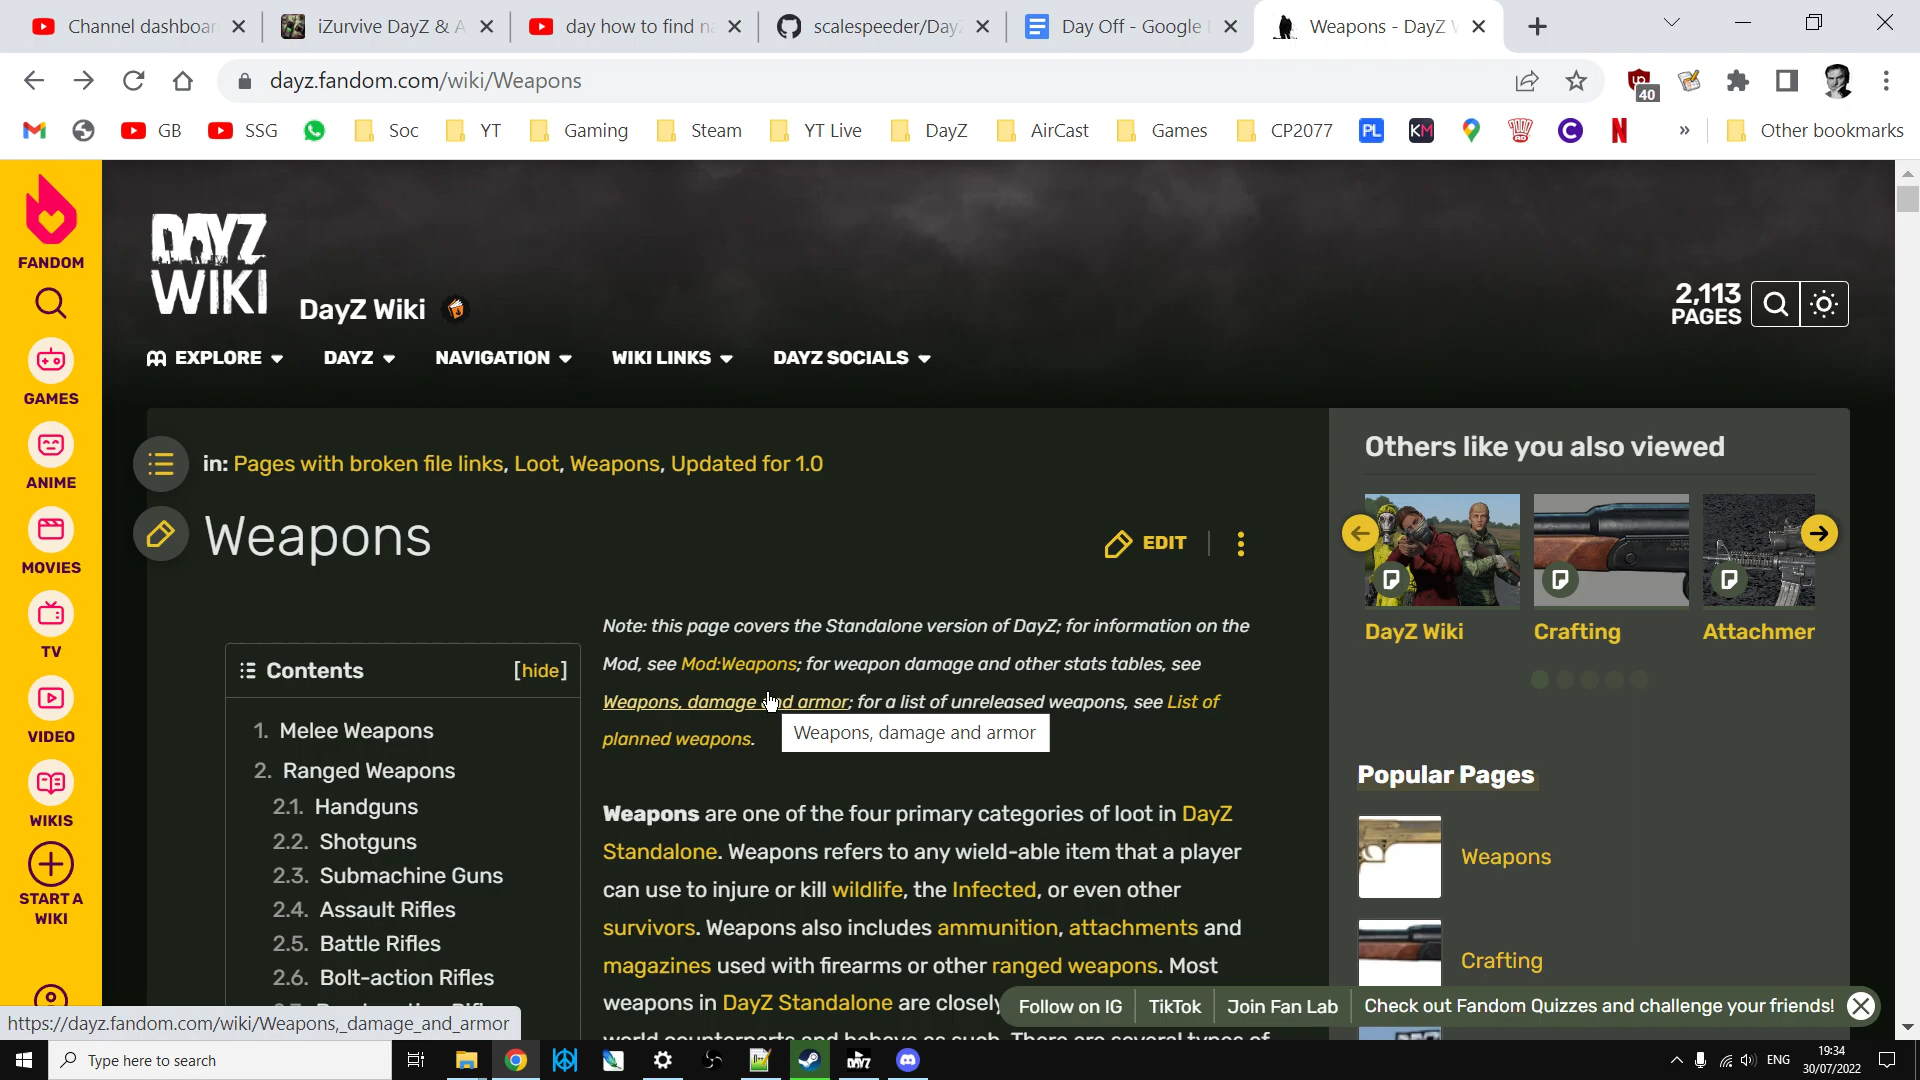 Channel dashboar
iZurvive DayZ & A
day how to find na
scalespeeder/DayZ
Day Off - Google D
Weapons - DayZ W
dayz.fandom.com/wiki/Weapons
40
GB
SSG
Soc
YT
Gaming
Steam
YT Live
DayZ
AirCast
Games
CP2077
PL
KM
»
Other bookmarks
FANDOM
GAMES
ANIME
MOVIES
TV
VIDEO
WIKIS
START A
WIKI
DAYZ
WIKI
DayZ Wiki
2,113
PAGES
EXPLORE
DAYZ
NAVIGATION
WIKI LINKS
DAYZ SOCIALS
in: Pages with broken file links, Loot, Weapons, Updated for 1.0
Weapons
EDIT
Contents [hide]
1. Melee Weapons
2. Ranged Weapons
2.1. Handguns
2.2. Shotguns
2.3. Submachine Guns
2.4. Assault Rifles
2.5. Battle Rifles
2.6. Bolt-action Rifles
Note: this page covers the Standalone version of DayZ; for information on the
Mod, see Mod:Weapons; for weapon damage and other stats tables, see
Weapons, damage and armor; for a list of unreleased weapons, see List of
planned weapons.
Weapons, damage and armor
Weapons are one of the four primary categories of loot in DayZ
Standalone. Weapons refers to any wield-able item that a player
can use to injure or kill wildlife, the Infected, or even other
survivors. Weapons also includes ammunition, attachments and
magazines used with firearms or other ranged weapons. Most
weapons in DayZ Standalone are closely
Others like you also viewed
DayZ Wiki
Crafting
Attachmer
Popular Pages
Weapons
Crafting
Follow on IG
TikTok
Join Fan Lab
Check out Fandom Quizzes and challenge your friends!
https://dayz.fandom.com/wiki/Weapons,_damage_and_armor
Type here to search
DAYZ
ENG
19:34
30/07/2022